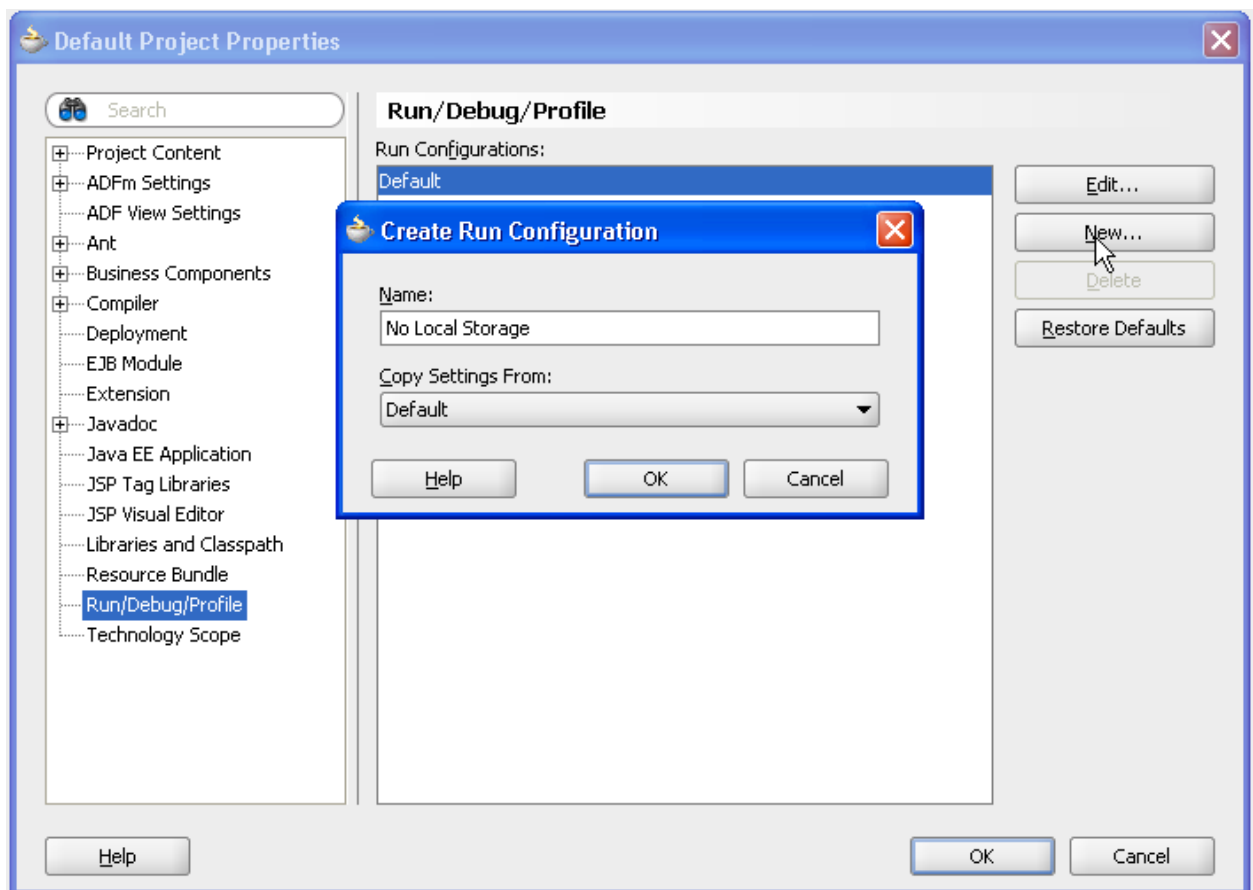 Default Project Properties
Search
Project Content
ADFm Settings
ADF View Settings
Ant
Business Components
Compiler
Deployment
EJB Module
Extension
Javadoc
Java EE Application
JSP Tag Libraries
JSP Visual Editor
Libraries and Classpath
Resource Bundle
Run/Debug/Profile
Technology Scope
Run/Debug/Profile
Run Configurations:
Default
Edit...
New...
Delete
Restore Defaults
Create Run Configuration
Name:
No Local Storage
Copy Settings From:
Default
Help
OK
Cancel
Help
OK
Cancel